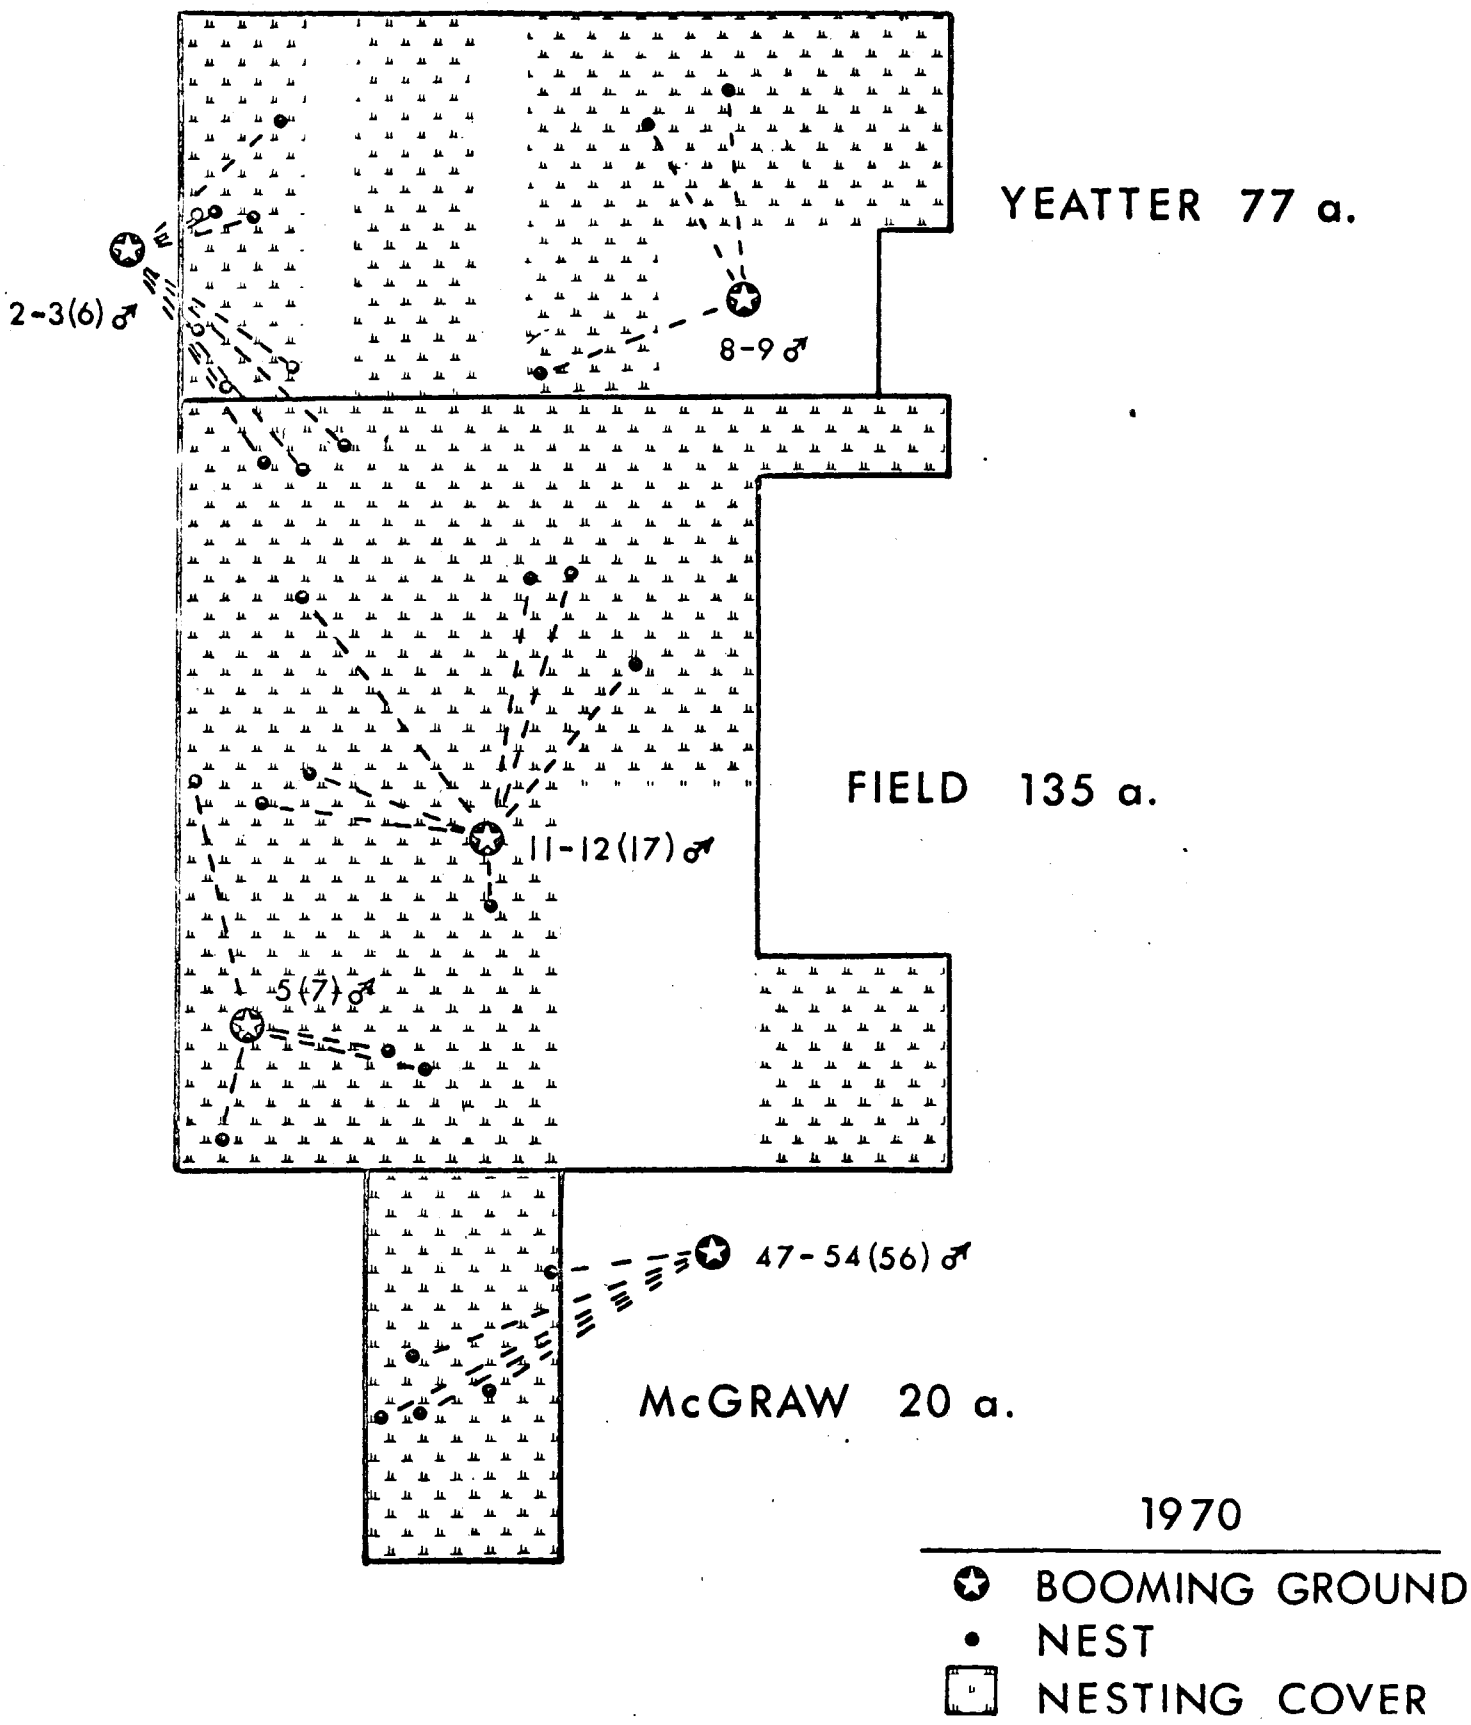 YEATTER 77 a.
2-3(6) ♂
8-9 ♂
FIELD 135 a.
11-12(17) ♂
5(7) ♂
47-54(56) ♂
McGRAW 20 a.
1970
BOOMING GROUND
NEST
NESTING COVER